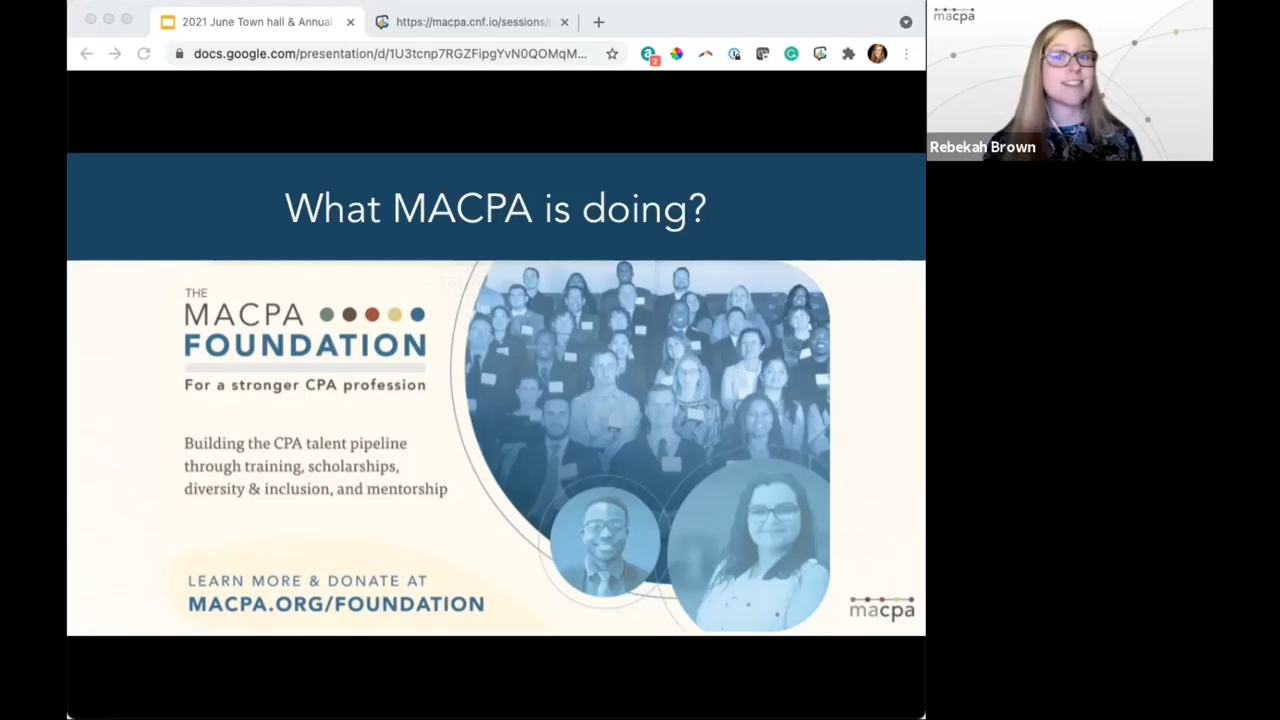 2021 June Town hall & Annual
https://macpa.cnf.io/sessions/
docs.google.com/presentation/d/1U3tcnp7RGZFipgYvN0QOMqM...
2
macpa
Rebekah Brown
What MACPA is doing?
THE
MACPA
FOUNDATION
For a stronger CPA profession
Building the CPA talent pipeline
through training, scholarships,
diversity & inclusion, and mentorship
LEARN MORE & DONATE AT
MACPA.ORG/FOUNDATION
macpa